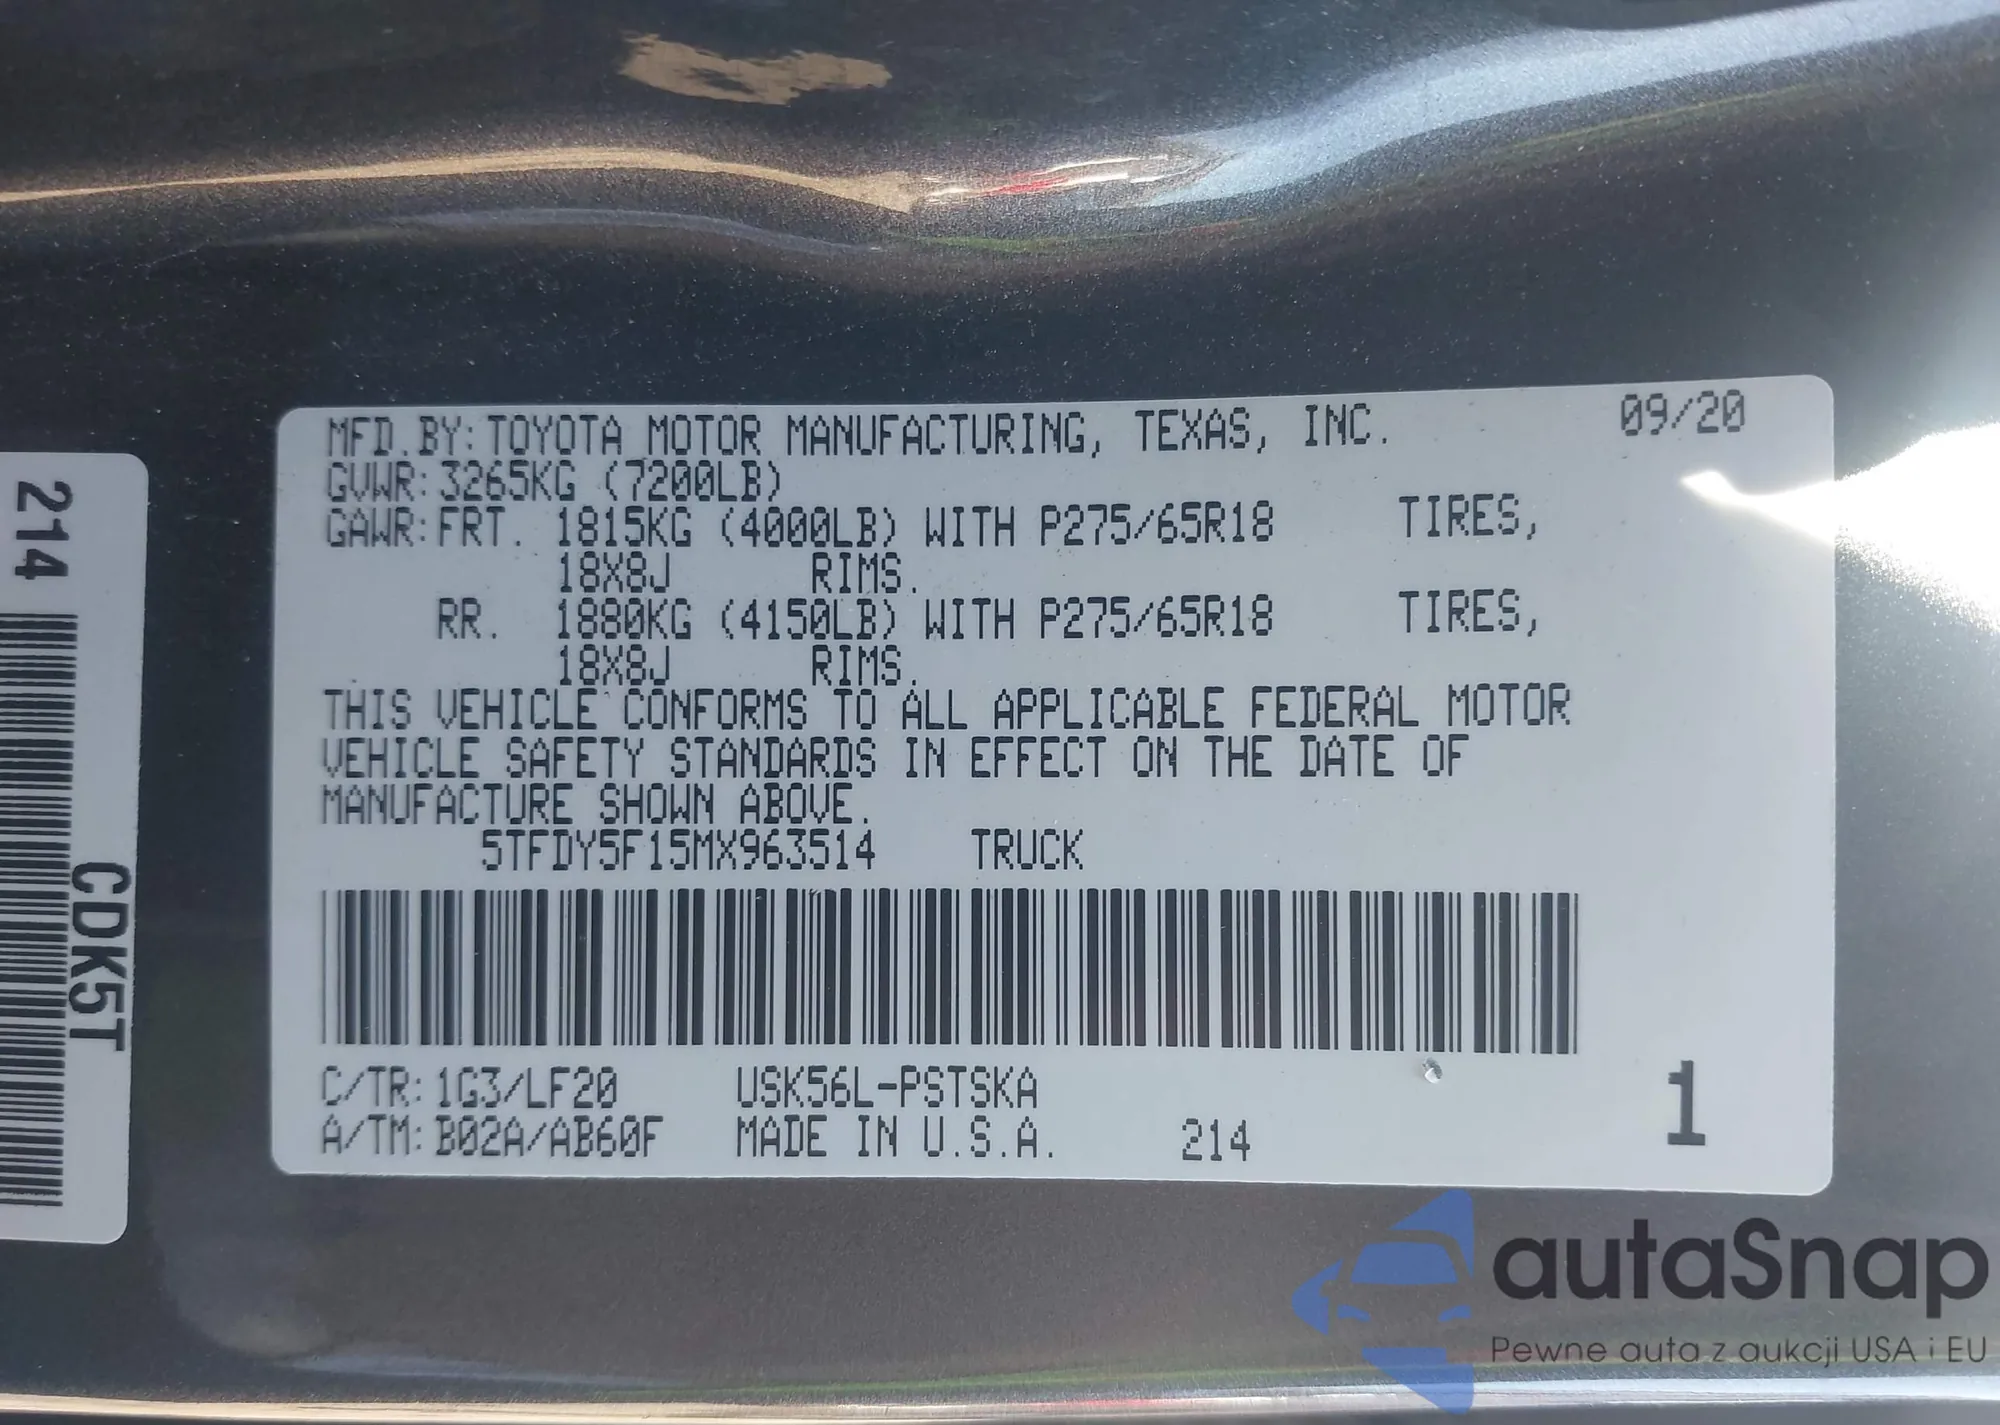 MFD.BY:TOYOTA MOTOR MANUFACTURING, TEXAS, INC. 09/20
GVWR:3265KG (7200LB)
GAWR:FRT. 1815KG (4000LB) WITH P275/65R18 TIRES,
18X8J RIMS.
RR. 1880KG (4150LB) WITH P275/65R18 TIRES,
18X8J RIMS.
THIS VEHICLE CONFORMS TO ALL APPLICABLE FEDERAL MOTOR
VEHICLE SAFETY STANDARDS IN EFFECT ON THE DATE OF
MANUFACTURE SHOWN ABOVE.
5TFDY5F15MX963514 TRUCK
C/TR:1G3/LF20 USK56L-PSTSKA
A/TM:B02A/AB60F MADE IN U.S.A. 214
1
214
CDK5T
autaSnap
Pewne auta z aukcji USA i EU